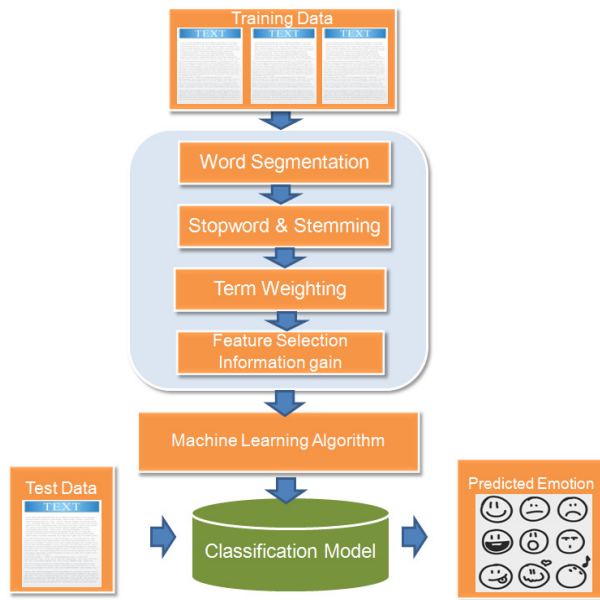 Training Data
TEXT TEXT TEXT
Word Segmentation
Stopword & Stemming
Term Weighting
Feature Selection
Information gain
Machine Learning Algorithm
Test Data
TEXT
Classification Model
Predicted Emotion